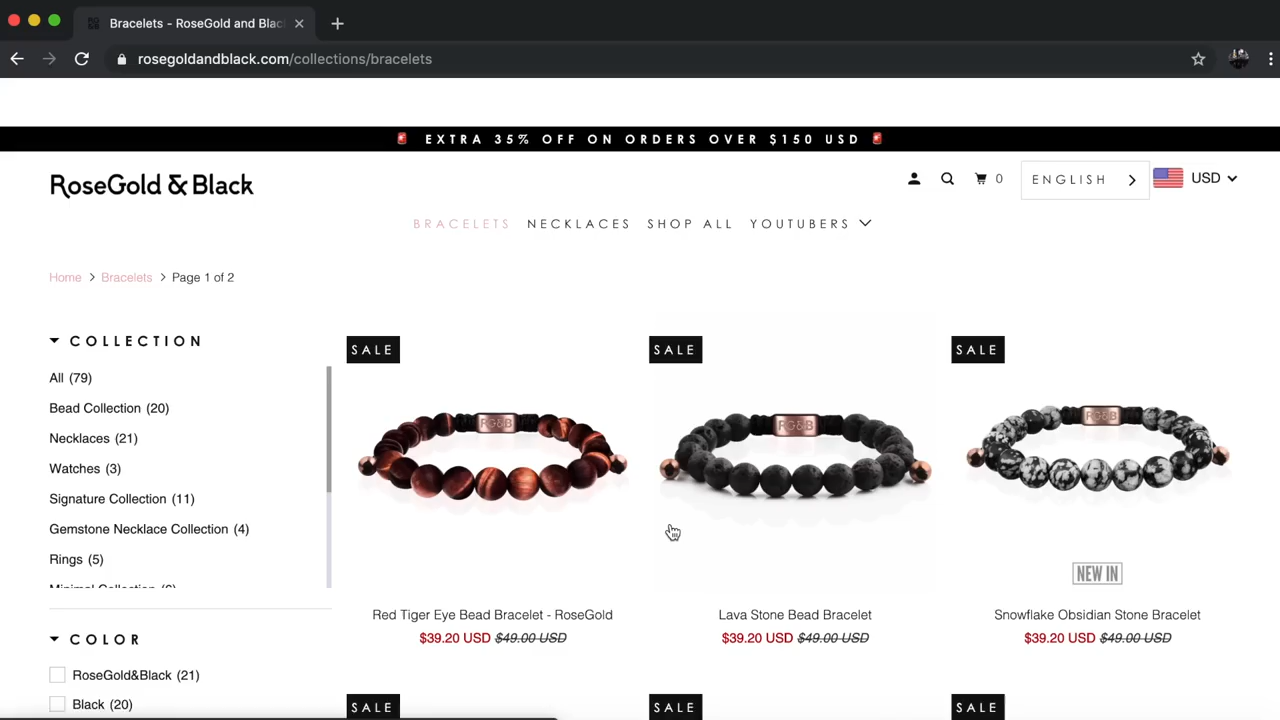 Bracelets - RoseGold and Blac
rosegoldandblack.com/collections/bracelets
EXTRA 35% OFF ON ORDERS OVER $150 USD
RoseGold & Black
0
ENGLISH
USD
BRACELETS NECKLACES SHOP ALL YOUTUBERS
Home > Bracelets > Page 1 of 2
COLLECTION
All (79)
Bead Collection (20)
Necklaces (21)
Watches (3)
Signature Collection (11)
Gemstone Necklace Collection (4)
Rings (5)
COLOR
RoseGold&Black (21)
Black (20)
SALE
RG&B
Red Tiger Eye Bead Bracelet - RoseGold
$39.20 USD $49.00 USD
SALE
RG&B
Lava Stone Bead Bracelet
$39.20 USD $49.00 USD
SALE
RG&B
NEW IN
Snowflake Obsidian Stone Bracelet
$39.20 USD $49.00 USD
SALE
SALE
SALE